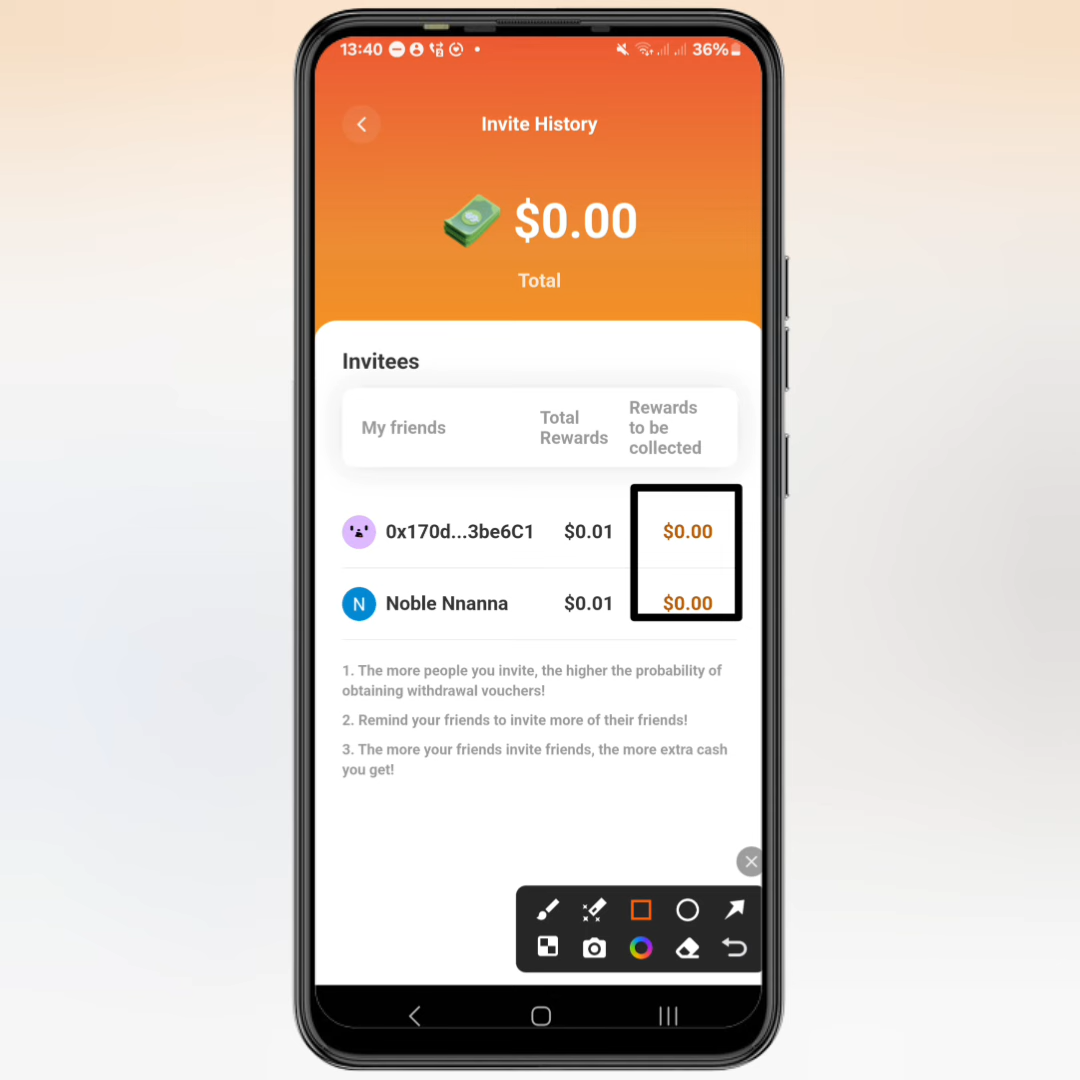 13:40 36%
Invite History
$0.00
Total
Invitees
My friends
Total
Rewards
Rewards
to be
collected
0x170d...3be6C1 $0.01 $0.00
N Noble Nnanna $0.01 $0.00
1. The more people you invite, the higher the probability of
obtaining withdrawal vouchers!
2. Remind your friends to invite more of their friends!
3. The more your friends invite friends, the more extra cash
you get!